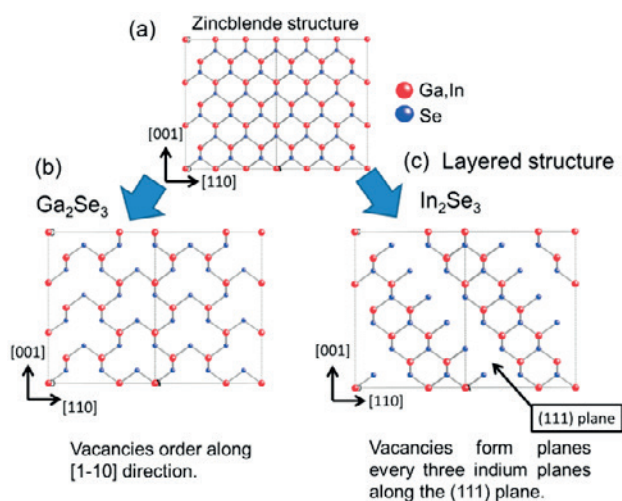 Zincblende structure
(a)
Ga,In
Se
[001]
[110]
(b)
Ga2Se3
(c) Layered structure
In2Se3
[001]
[110]
[001]
[110]
(111) plane
Vacancies order along
[1-10] direction.
Vacancies form planes
every three indium planes
along the (111) plane.